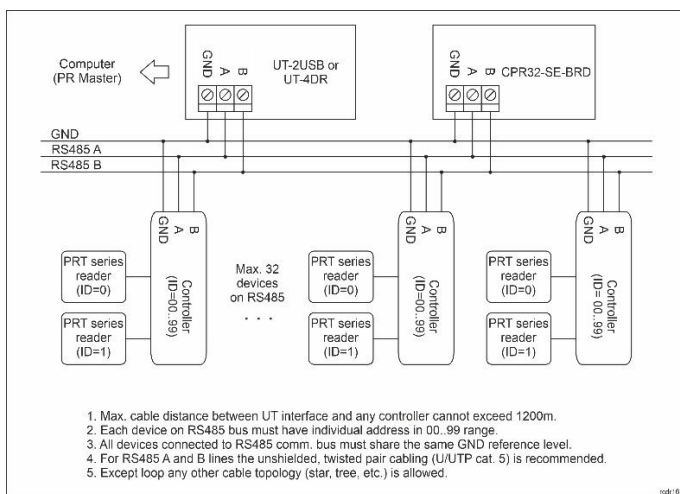 Computer
(PR Master)
GND
A
B
UT-2USB or
UT-4DR
GND
A
B
CPR32-SE-BRD
GND
RS485 A
RS485 B
GND
A
B
Controller
(ID=00..99)
PRT series
reader
(ID=0)
PRT series
reader
(ID=1)
Max. 32
devices
on RS485
. . .
GND
A
B
Controller
(ID=00..99)
PRT series
reader
(ID=0)
PRT series
reader
(ID=1)
GND
A
B
Controller
(ID= 00..99)
PRT series
reader
(ID=0)
PRT series
reader
(ID=1)
1. Max. cable distance between UT interface and any controller cannot exceed 1200m.
2. Each device on RS485 bus must have individual address in 00..99 range.
3. All devices connected to RS485 comm. bus must share the same GND reference level.
4. For RS485 A and B lines the unshielded, twisted pair cabling (U/UTP cat. 5) is recommended.
5. Except loop any other cable topology (star, tree, etc.) is allowed.